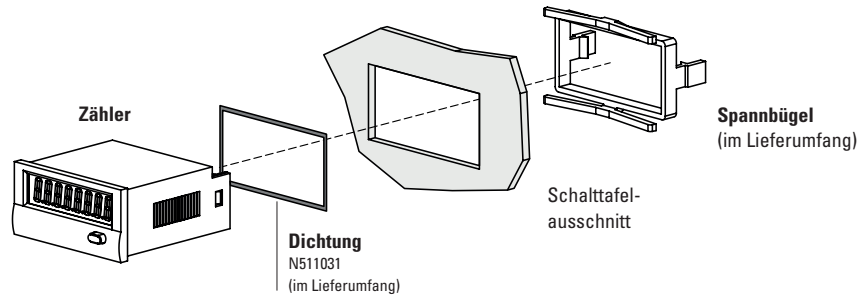 Zähler
Spannbügel
(im Lieferumfang)
Schalttafel-
ausschnitt
Dichtung
N511031
(im Lieferumfang)